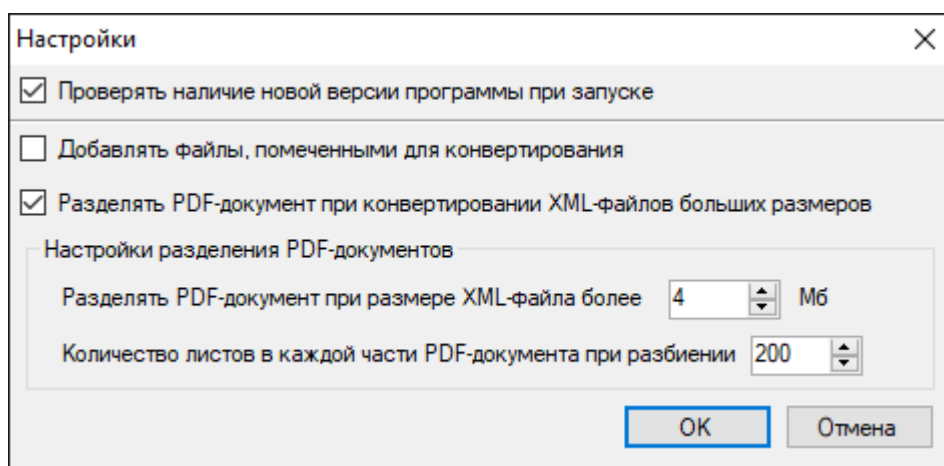 Настройки
Проверять наличие новой версии программы при запуске
Добавлять файлы, помеченными для конвертирования
Разделять PDF-документ при конвертировании XML-файлов больших размеров
Настройки разделения PDF-документов
Разделять PDF-документ при размере XML-файла более 4 Мб
Количество листов в каждой части PDF-документа при разбиении 200
OK Отмена